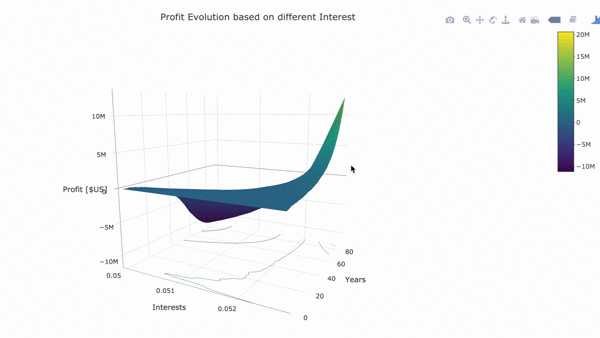 Profit Evolution based on different Interest
20M
15M
10M
5M
0
−5M
−10M
10M
5M
0
Profit [$US]
−5M
−10M
0.05
0.051
0.052
Interests
80
60
40
20
0
Years